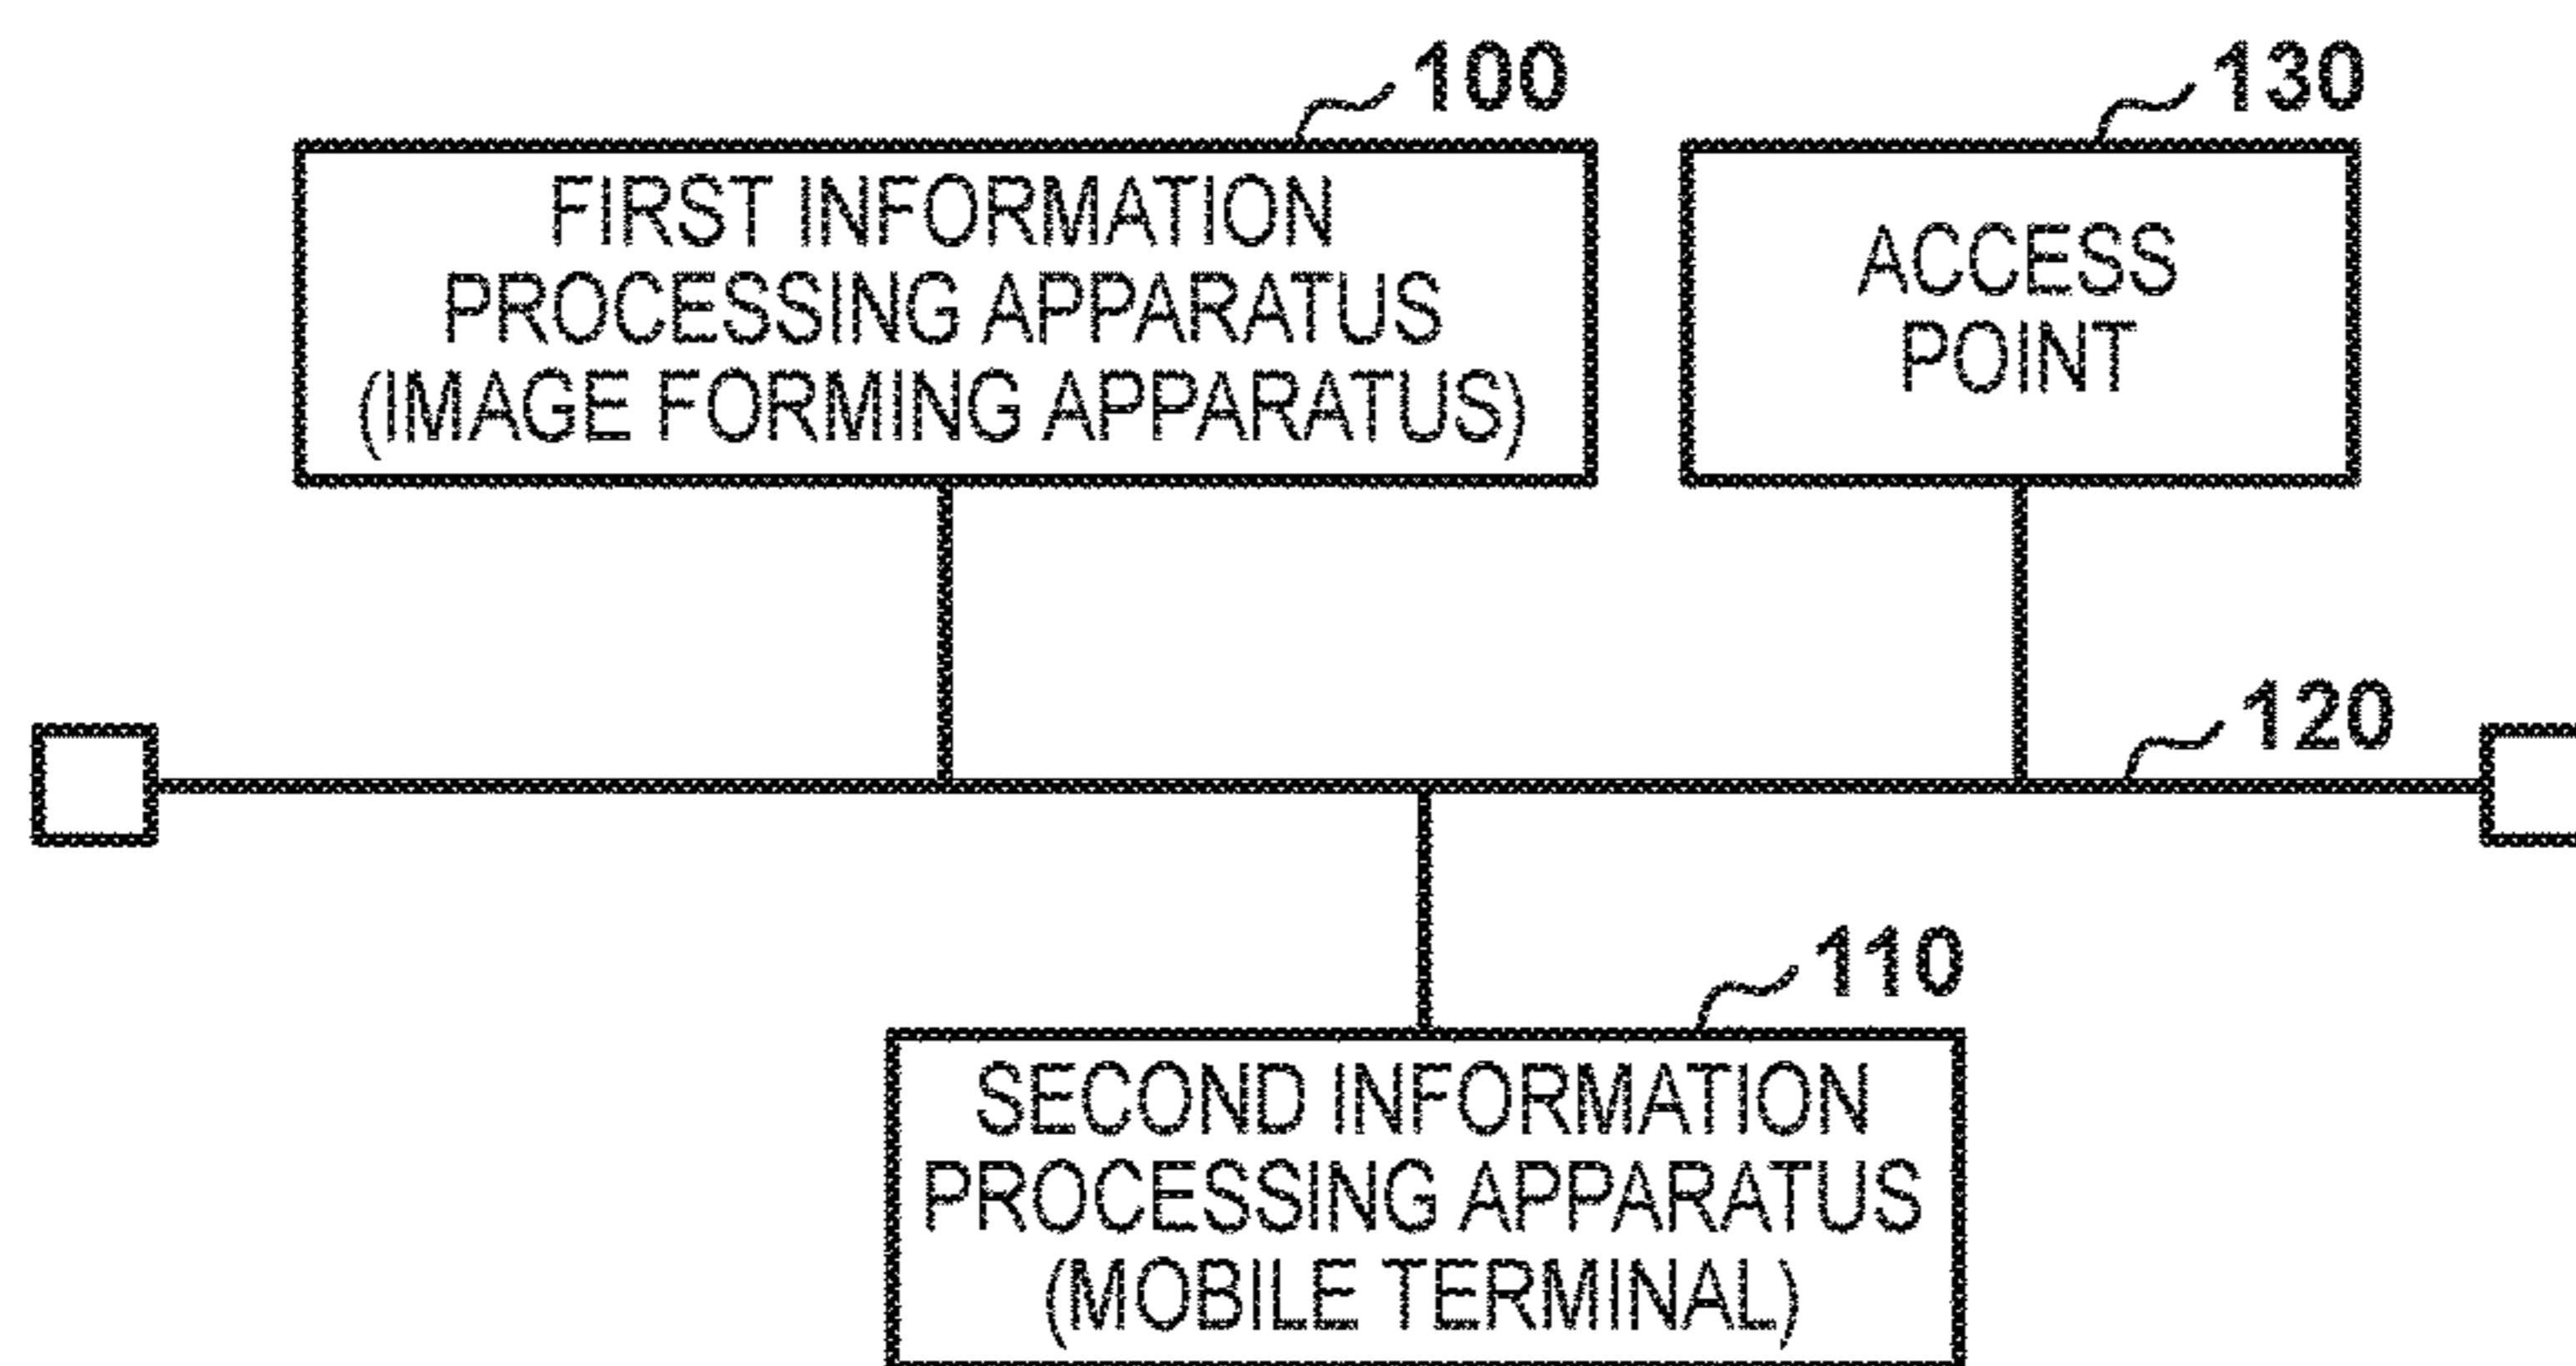 100
FIRST INFORMATION
PROCESSING APPARATUS
(IMAGE FORMING APPARATUS)
130
ACCESS
POINT
120
110
SECOND INFORMATION
PROCESSING APPARATUS
(MOBILE TERMINAL)